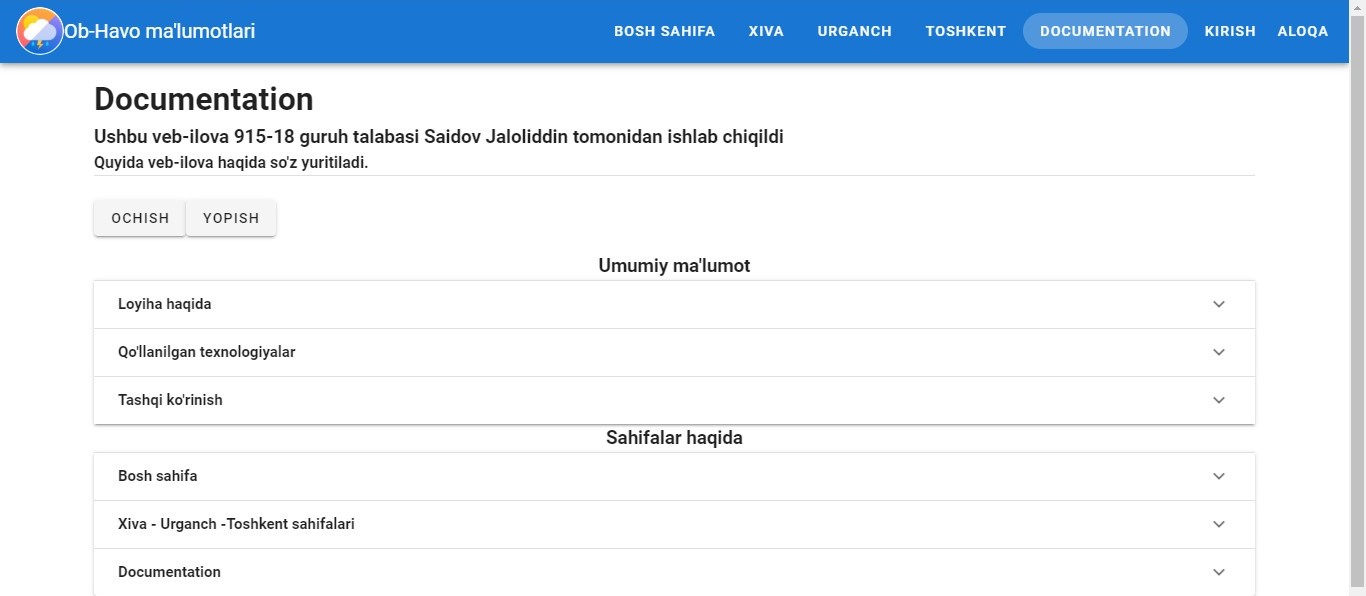 Ob-Havo ma'lumotlari
BOSH SAHIFA XIVA URGANCH TOSHKENT DOCUMENTATION KIRISH ALOQA
Documentation
Ushbu veb-ilova 915-18 guruh talabasi Saidov Jaloliddin tomonidan ishlab chiqildi
Quyida veb-ilova haqida so'z yuritiladi.
OCHISH YOPISH
Umumiy ma'lumot
Loyiha haqida
Qo'llanilgan texnologiyalar
Tashqi ko'rinish
Sahifalar haqida
Bosh sahifa
Xiva - Urganch -Toshkent sahifalari
Documentation